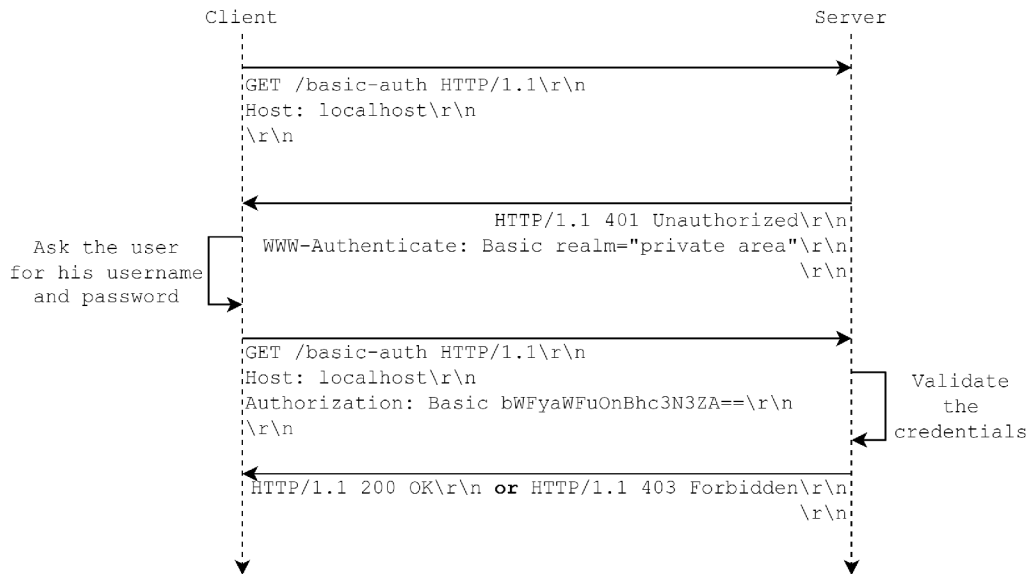 Client
Server
GET /basic-auth HTTP/1.1\r\n
Host: localhost\r\n
\r\n
HTTP/1.1 401 Unauthorized\r\n
WWW-Authenticate: Basic realm="private area"\r\n
\r\n
Ask the user
for his username
and password
GET /basic-auth HTTP/1.1\r\n
Host: localhost\r\n
Authorization: Basic bWFyaWFuOnBhc3N3ZA==\r\n
\r\n
Validate
the
credentials
HTTP/1.1 200 OK\r\n or HTTP/1.1 403 Forbidden\r\n
\r\n